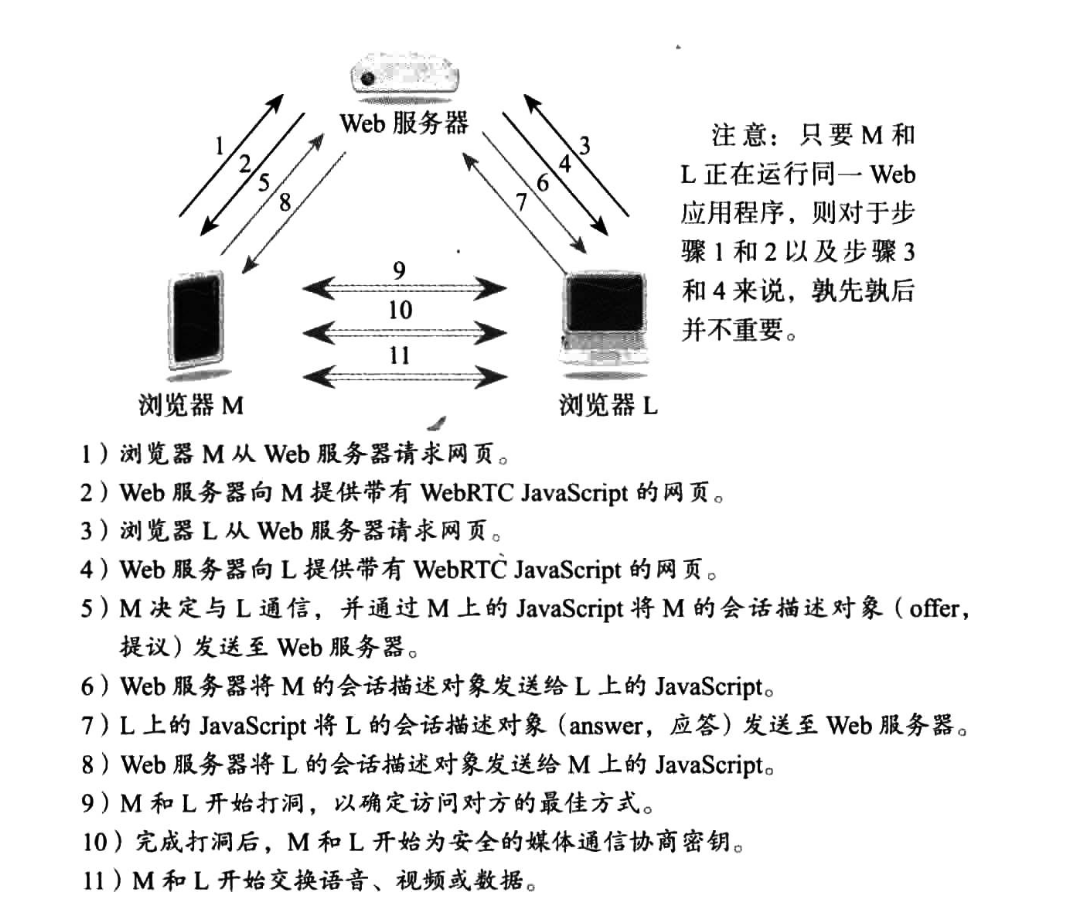 Web 服务器
1
2
5
8
3
4
6
7
9
10
11
浏览器 M
浏览器 L
注意：只要 M 和
L 正在运行同一 Web
应用程序，则对于步
骤 1 和 2 以及步骤 3
和 4 来说，孰先孰后
并不重要。
1）浏览器 M 从 Web 服务器请求网页。
2）Web 服务器向 M 提供带有 WebRTC JavaScript 的网页。
3）浏览器 L 从 Web 服务器请求网页。
4）Web 服务器向 L 提供带有 WebRTC JavaScript 的网页。
5）M 决定与 L 通信，并通过 M 上的 JavaScript 将 M 的会话描述对象（offer，
提议）发送至 Web 服务器。
6）Web 服务器将 M 的会话描述对象发送给 L 上的 JavaScript。
7）L 上的 JavaScript 将 L 的会话描述对象（answer，应答）发送至 Web 服务器。
8）Web 服务器将 L 的会话描述对象发送给 M 上的 JavaScript。
9）M 和 L 开始打洞，以确定访问对方的最佳方式。
10）完成打洞后，M 和 L 开始为安全的媒体通信协商密钥。
11）M 和 L 开始交换语音、视频或数据。